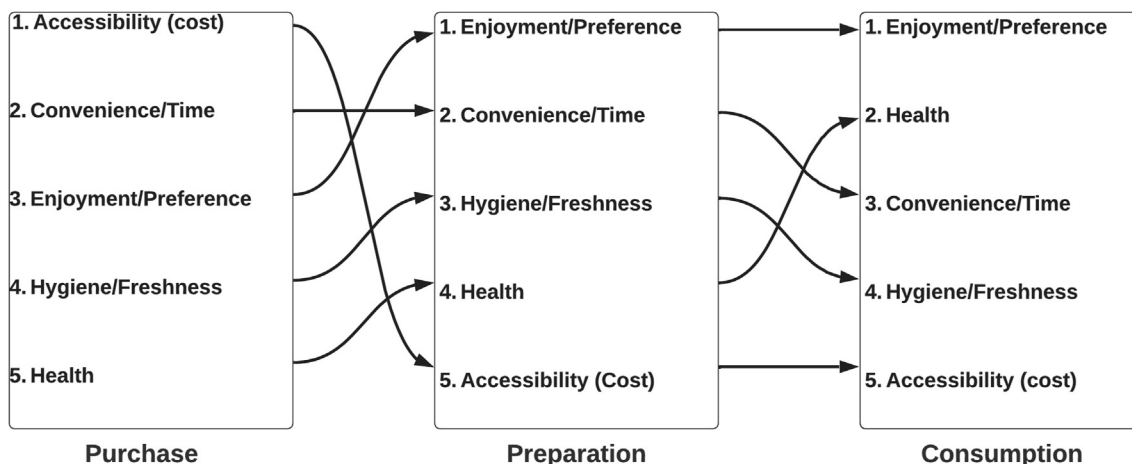 1. Accessibility (cost)
2. Convenience/Time
3. Enjoyment/Preference
4. Hygiene/Freshness
5. Health
Purchase
1. Enjoyment/Preference
2. Convenience/Time
3. Hygiene/Freshness
4. Health
5. Accessibility (Cost)
Preparation
1. Enjoyment/Preference
2. Health
3. Convenience/Time
4. Hygiene/Freshness
5. Accessibility (cost)
Consumption